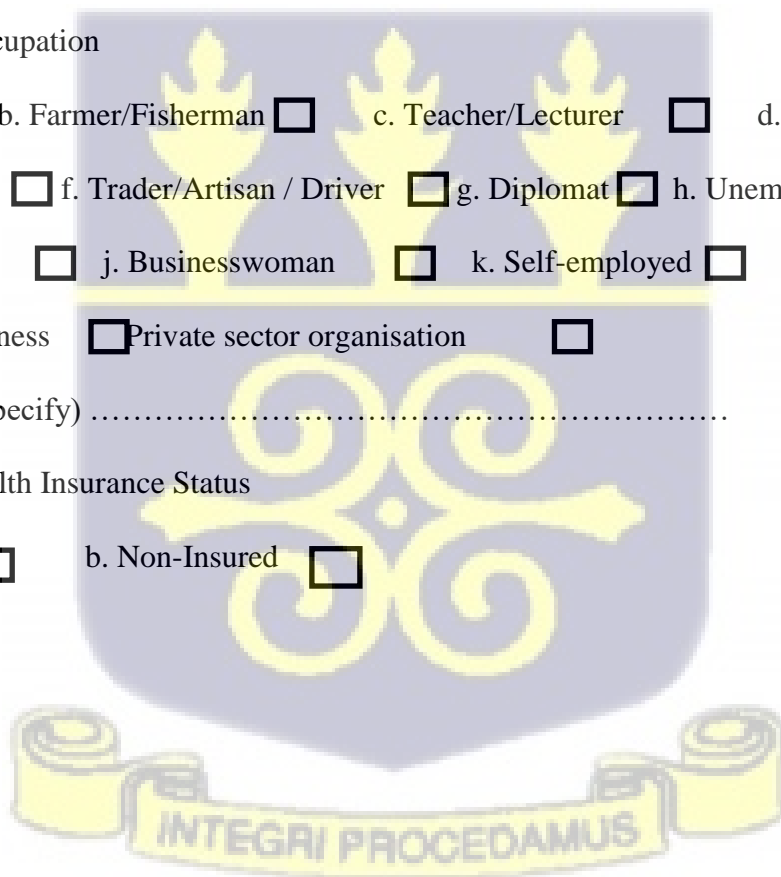 cupation
b. Farmer/Fisherman c. Teacher/Lecturer d.
f. Trader/Artisan / Driver g. Diplomat h. Unem
j. Businesswoman k. Self-employed
ness Private sector organisation
pecify) ……………………………………………………
lth Insurance Status
b. Non-Insured
INTEGRI PROCEDAMUS